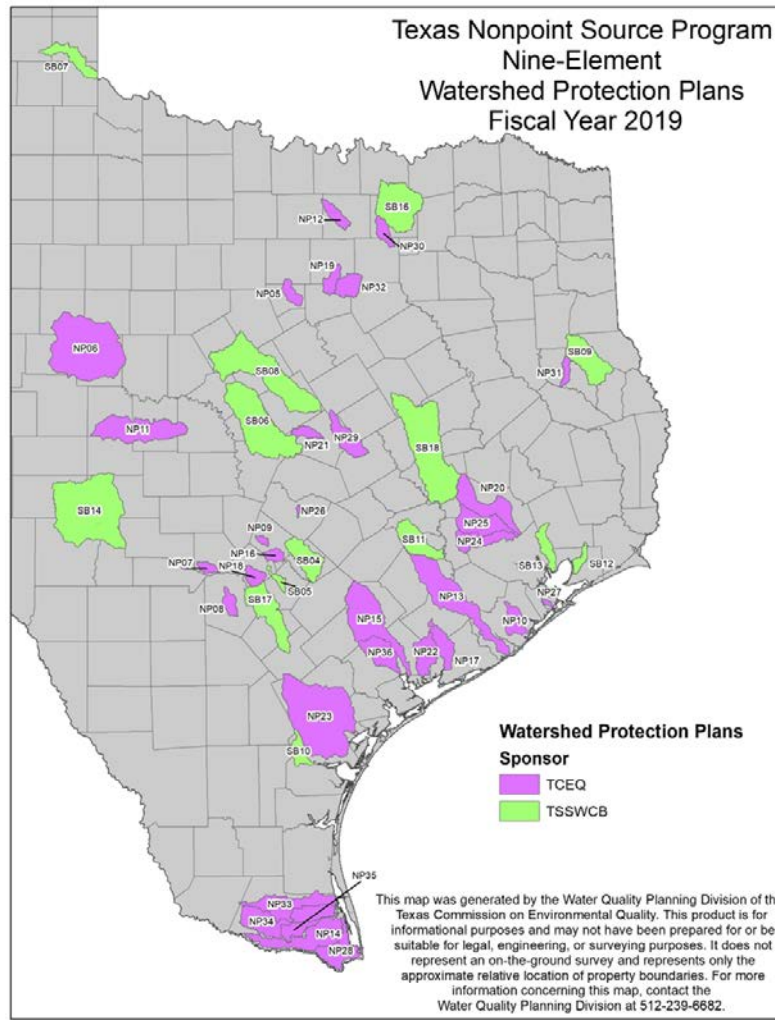 Texas Nonpoint Source Program
Nine-Element
Watershed Protection Plans
Fiscal Year 2019
SB07
NP12
SB16
NP30
NP19
NP05
NP32
NP06
SB08
SB09
NP31
NP11
SB06
NP21
NP29
SB18
SB14
NP20
NP26
NP25
NP09
SB11
NP24
NP16
SB04
SB13
SB12
NP07
NP18
SB05
NP27
NP08
SB17
NP13
NP15
NP10
NP36
NP22
NP17
NP23
SB10
Watershed Protection Plans
Sponsor
TCEQ
TSSWCB
NP35
NP33
NP34
NP14
NP28
This map was generated by the Water Quality Planning Division of th
Texas Commission on Environmental Quality. This product is for
informational purposes and may not have been prepared for or be
suitable for legal, engineering, or surveying purposes. It does not
represent an on-the-ground survey and represents only the
approximate relative location of property boundaries. For more
information concerning this map, contact the
Water Quality Planning Division at 512-239-6682.